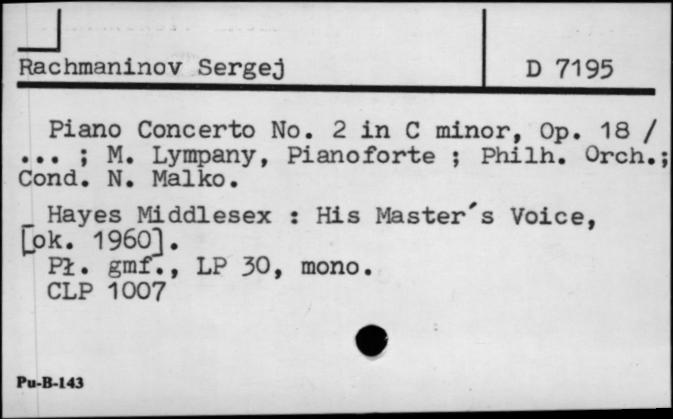 Rachmaninov Sergej
D 7195
Piano Concerto No. 2 in C minor, Op. 18 /
... ; M. Lympany, Pianoforte ; Philh. Orch.;
Cond. N. Malko.
Hayes Middlesex : His Master´s Voice,
[ok. 1960].
Pł. gmf., LP 30, mono.
CLP 1007
Pu-B-143